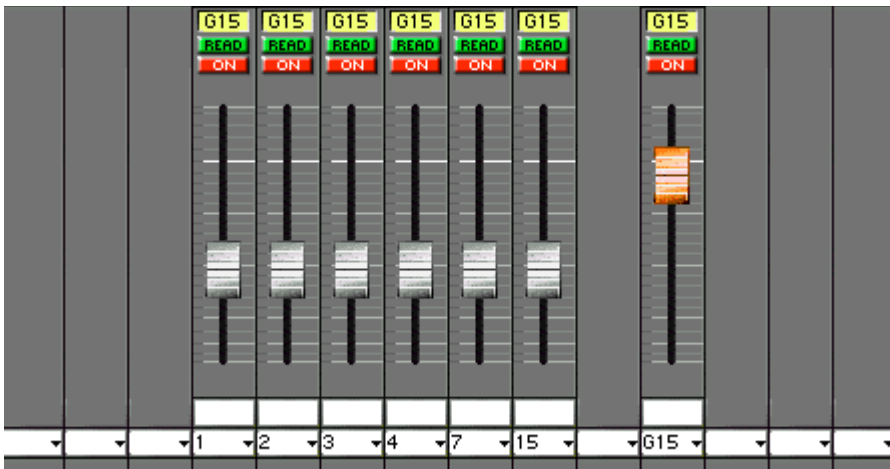 G15 G15 G15 G15 G15 G15 G15
READ READ READ READ READ READ READ
ON ON ON ON ON ON ON
1 2 3 4 7 15 G15